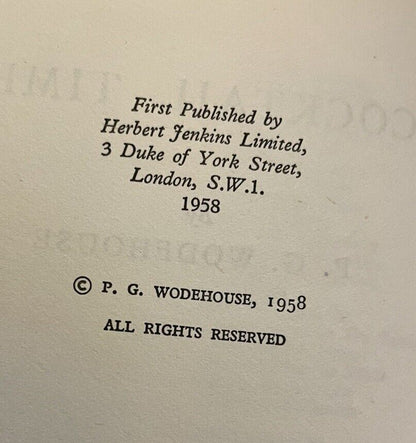 First Published by
Herbert Jenkins Limited,
3 Duke of York Street,
London, S.W.1.
1958
© P. G. WODEHOUSE, 1958
ALL RIGHTS RESERVED